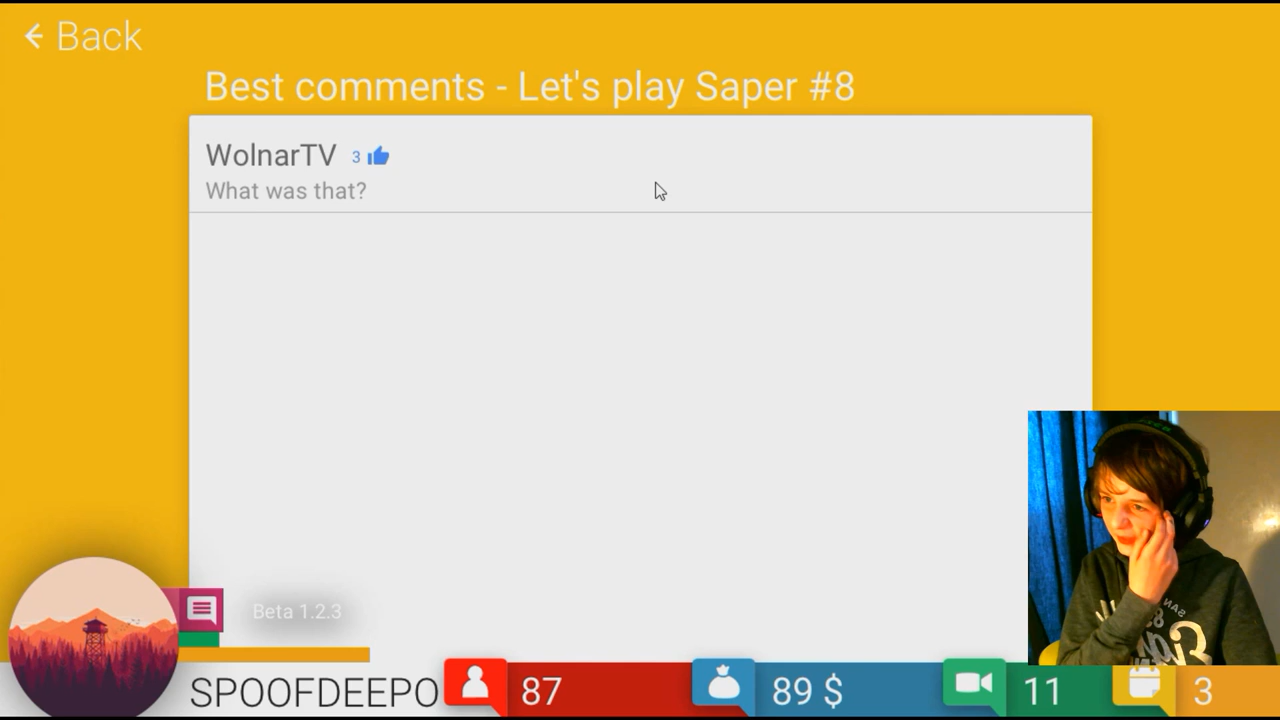 Back
Best comments - Let's play Saper #8
WolnarTV 3
What was that?
Beta 1.2.3
SPOOFDEEPO 87 89 $ 11 3